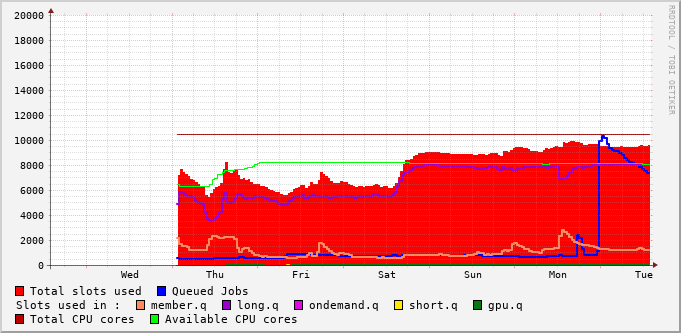 20000
18000
16000
14000
12000
10000
8000
6000
4000
2000
0
Wed Thu Fri Sat Sun Mon Tue
RRDTOOL / TOBI OETIKER
Total slots used Queued Jobs
Slots used in : member.q long.q ondemand.q short.q gpu.q
Total CPU cores Available CPU cores